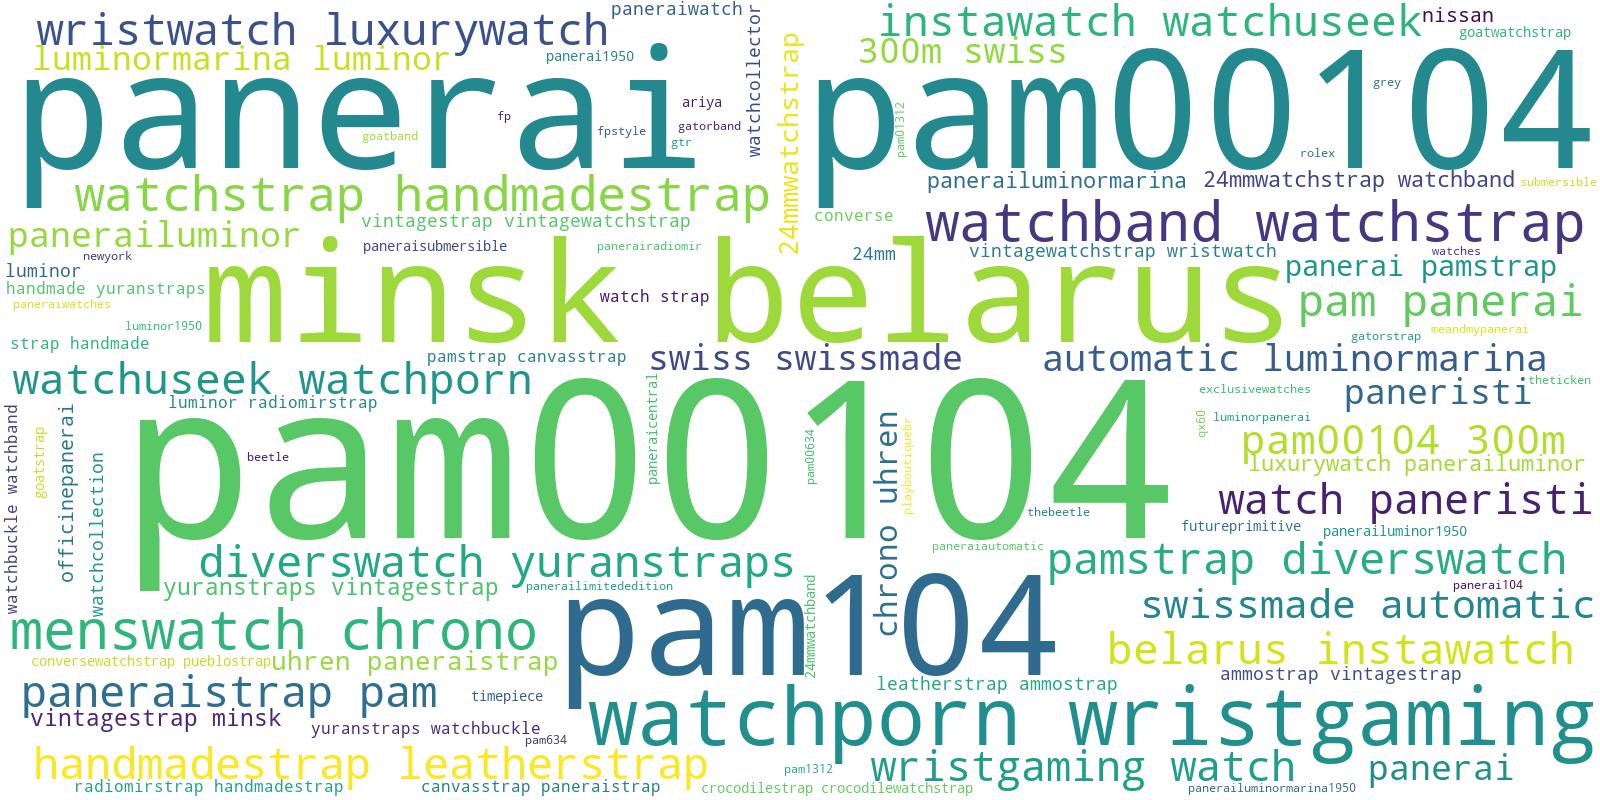 wristwatch luxurywatch
paneraiwatch
instawatch watchuseek
nissan
goatwatchstrap
luminormarina luminor
panerai1950
watchcollector
24mmwatchstrap
300m swiss
panerai
pam00104
grey
goatband
fp
ariya
fpstyle
gatorband
gtr
pam01312
rolex
watchstrap handmadestrap
panerailuminormarina
24mmwatchstrap watchband
submersible
vintagestrap vintagewatchstrap
converse
watchband watchstrap
panerailuminor
newyork
paneraisubmersible
panerairadiomir
24mm
vintagewatchstrap wristwatch
watches
luminor
handmade yuranstraps
paneraiwatches
minsk belarus
watch strap
panerai pamstrap
pam panerai
luminor1950
strap handmade
gatorstrap
meandmypanerai
pamstrap canvasstrap
swiss swissmade
automatic luminormarina
watchuseek watchporn
paneraicentral
exclusivewatches
paneristi
theticken
luminor radiomirstrap
watchbuckle watchband
goatstrap
officinepanerai
watchcollection
beetle
pam00104
pam00634
chrono uhren
playboutiquebr
qx60
luminorpanerai
pam00104 300m
luxurywatch panerailuminor
watch paneristi
thebeetle
futureprimitive
panerailuminor1950
diverswatch yuranstraps
paneraiautomatic
pamstrap diverswatch
yuranstraps vintagestrap
panerailimitededition
24mmwatchband
pam104
panerai104
swissmade automatic
menswatch chrono
belarus instawatch
conversewatchstrap pueblostrap
uhren paneraistrap
ammostrap vintagestrap
paneraistrap pam
timepiece
leatherstrap ammostrap
vintagestrap minsk
yuranstraps watchbuckle
pam634
watchporn wristgaming
handmadestrap leatherstrap
pam1312
wristgaming watch
panerai
radiomirstrap handmadestrap
canvasstrap paneraistrap
crocodilestrap crocodilewatchstrap
panerailuminormarina1950